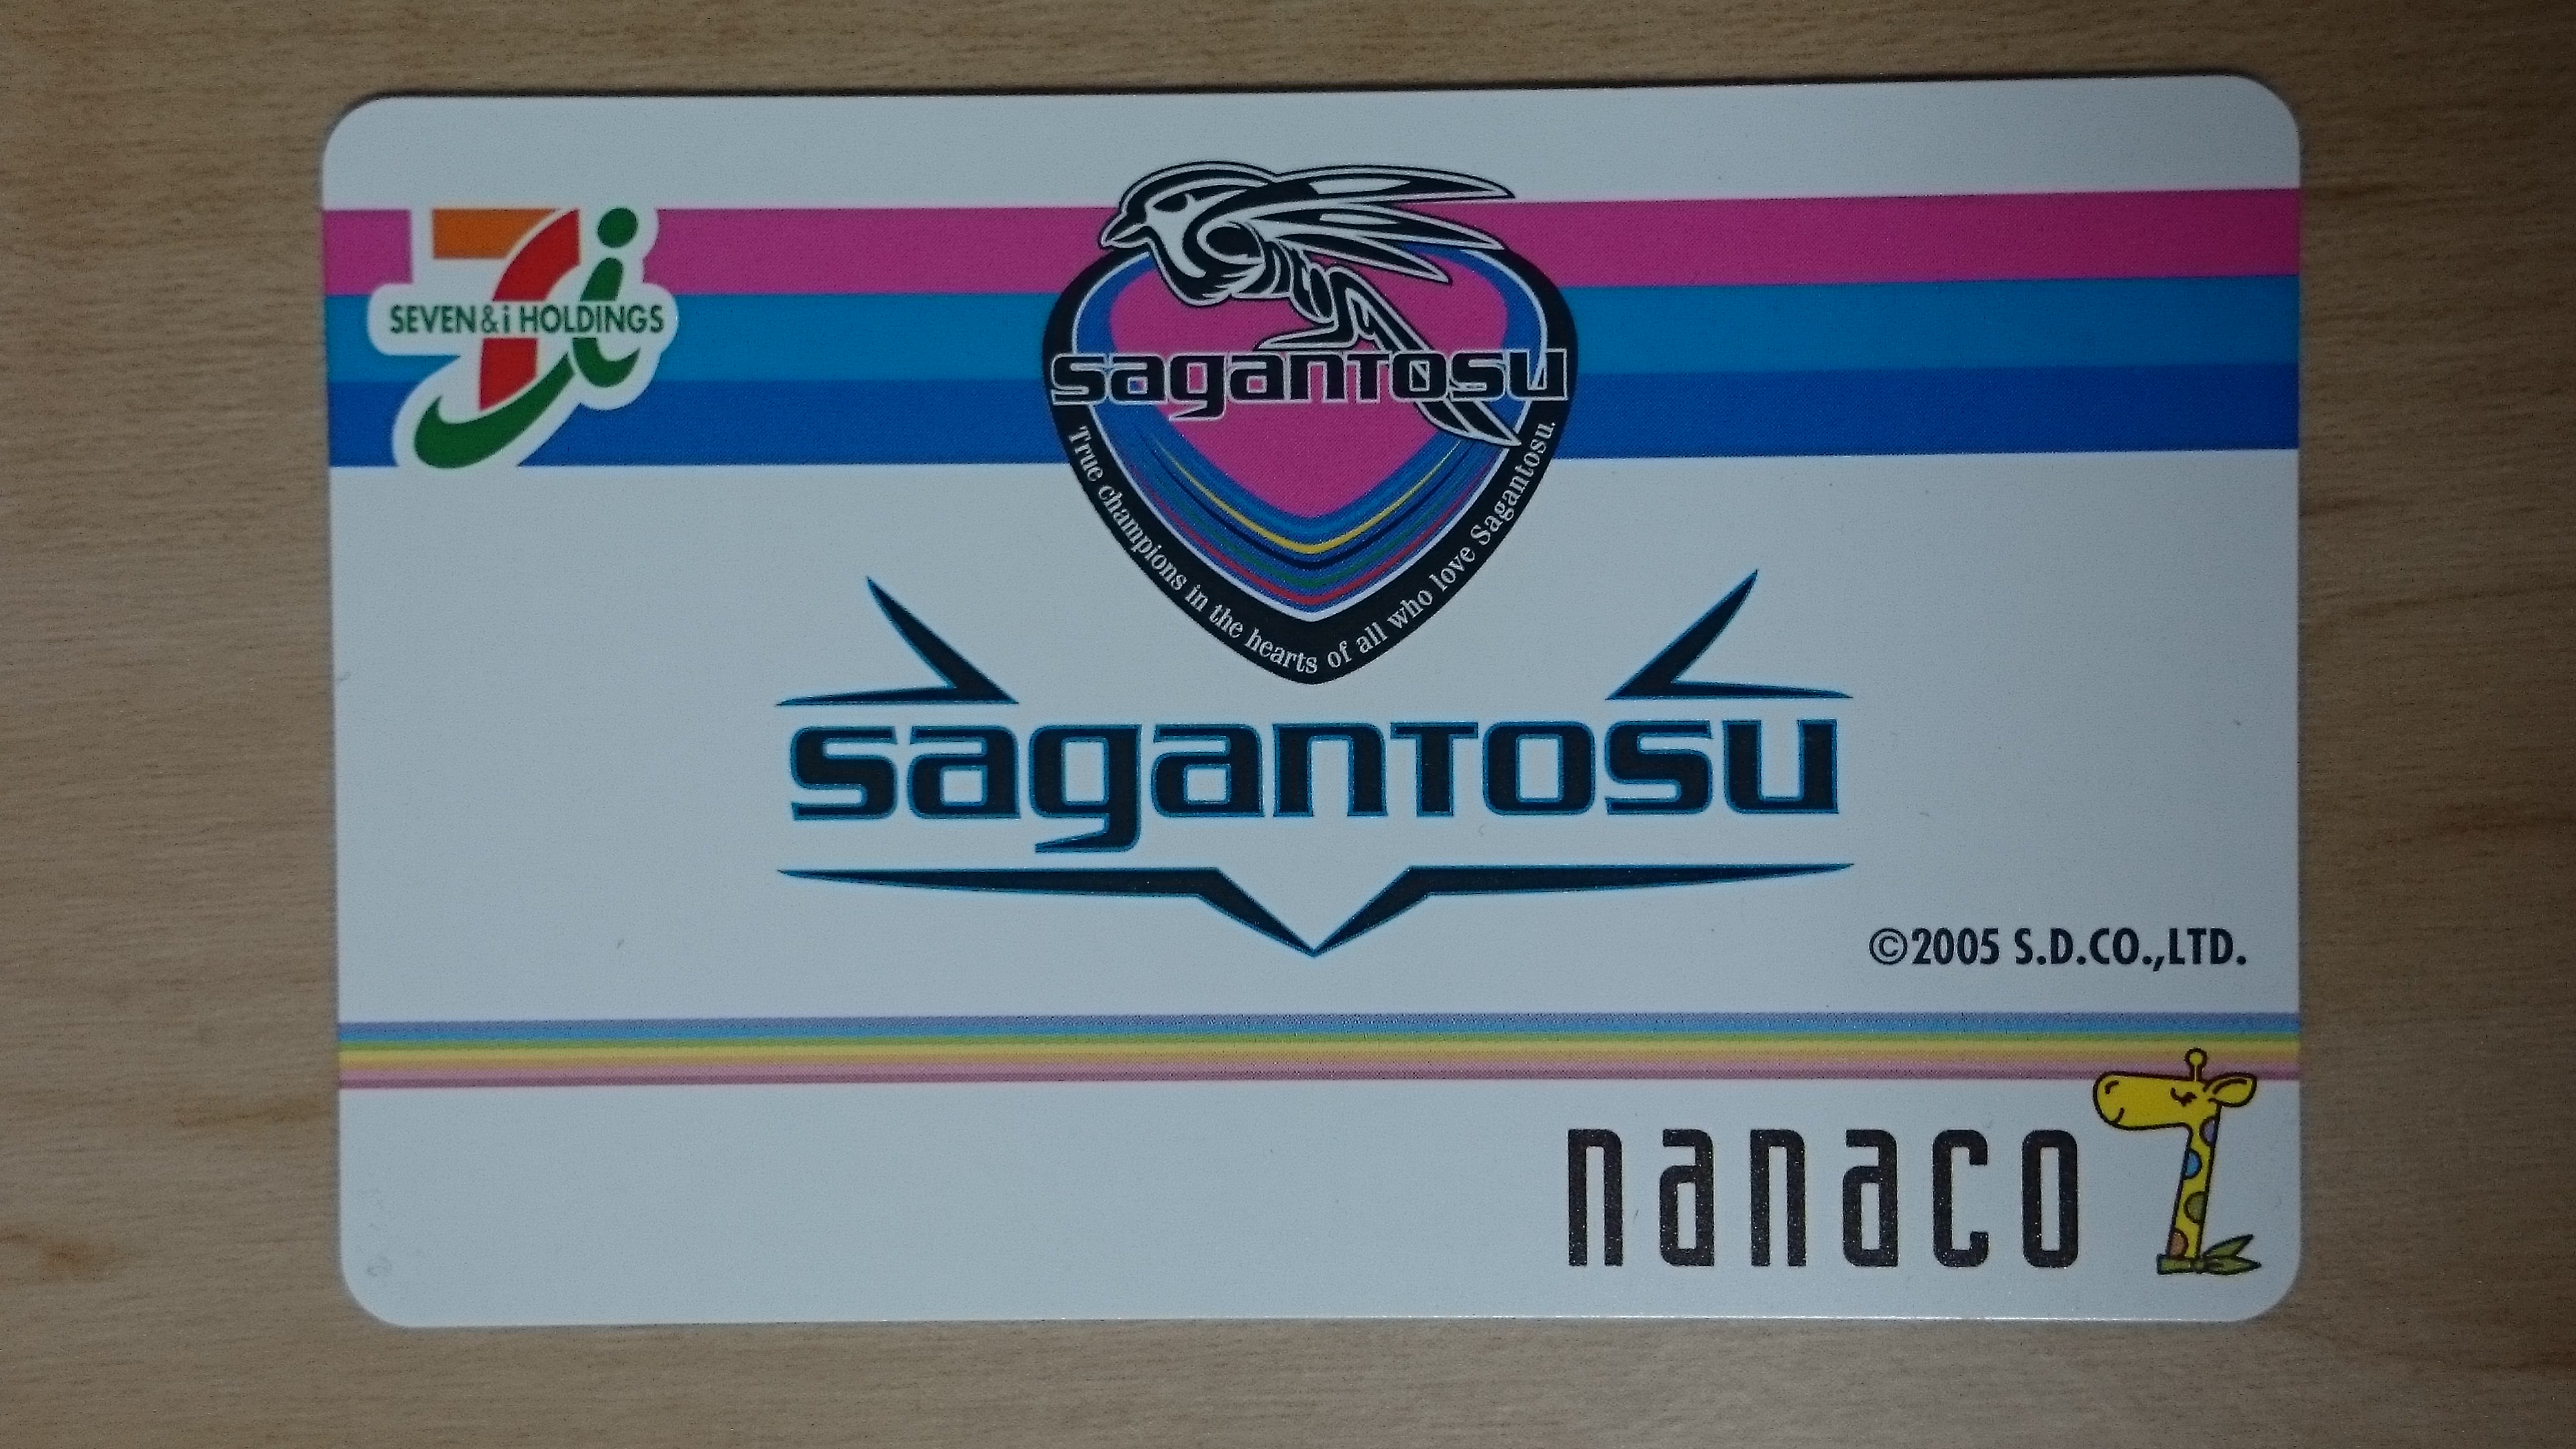 SEVEN&i HOLDINGS
sagantosu
True champions in the hearts of all who love Sagantosu.
sagantosu
©2005 S.D.CO.,LTD.
nanaco